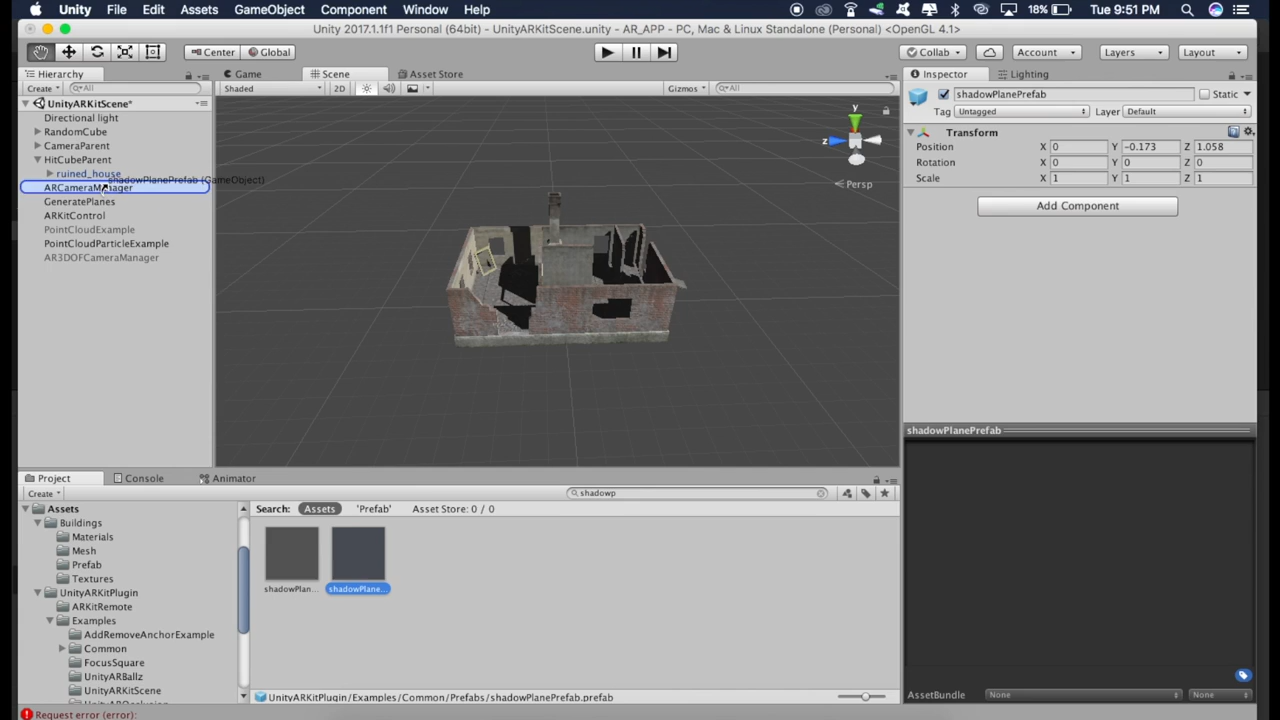 Unity File Edit Assets GameObject Component Window Help 18% Tue 9:51 PM
Unity 2017.1.1f1 Personal (64bit) - UnityARKitScene.unity - AR_APP - PC, Mac & Linux Standalone (Personal) <OpenGL 4.1>
Center Global Collab Account Layers Layout
Hierarchy Game Scene Asset Store Inspector Lighting
Create All Shaded 2D Gizmos All
UnityARKitScene*
Directional light
RandomCube
CameraParent
HitCubeParent
ruined_house
shadowPlanePrefab (GameObject)
ARCameraManager
GeneratePlanes
ARKitControl
PointCloudExample
PointCloudParticleExample
AR3DOFCameraManager
y
z
Persp
shadowPlanePrefab Static
Tag Untagged Layer Default
Transform
Position X 0 Y -0.173 Z 1.058
Rotation X 0 Y 0 Z 0
Scale X 1 Y 1 Z 1
Add Component
shadowPlanePrefab
Project Console Animator
Create shadowp
Assets
Buildings
Materials
Mesh
Prefab
Textures
UnityARKitPlugin
ARKitRemote
Examples
AddRemoveAnchorExample
Common
FocusSquare
UnityARBallz
UnityARKitScene
Search: Assets 'Prefab' Asset Store: 0 / 0
shadowPlan... shadowPlane...
UnityARKitPlugin/Examples/Common/Prefabs/shadowPlanePrefab.prefab
AssetBundle None None
Request error (error):